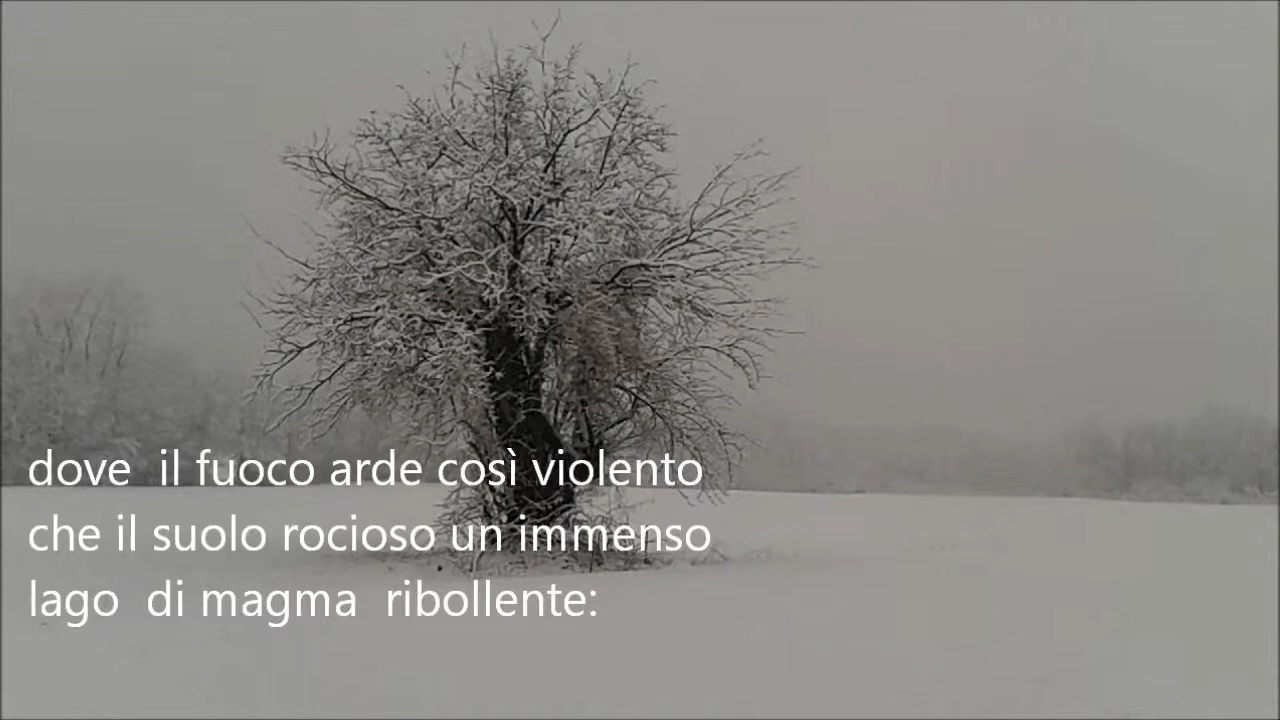 dove  il fuoco arde così violento
che il suolo rocioso un immenso
lago  di magma  ribollente: